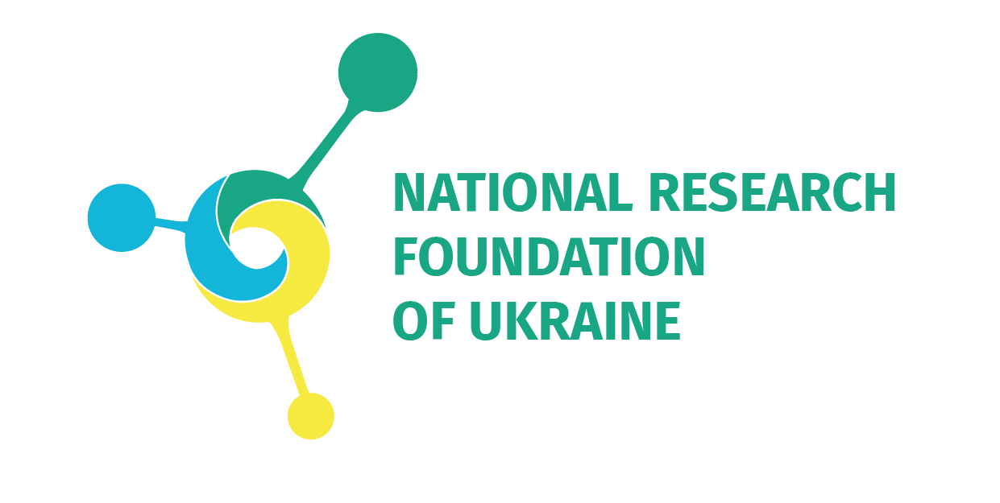 NATIONAL RESEARCH
FOUNDATION
OF UKRAINE